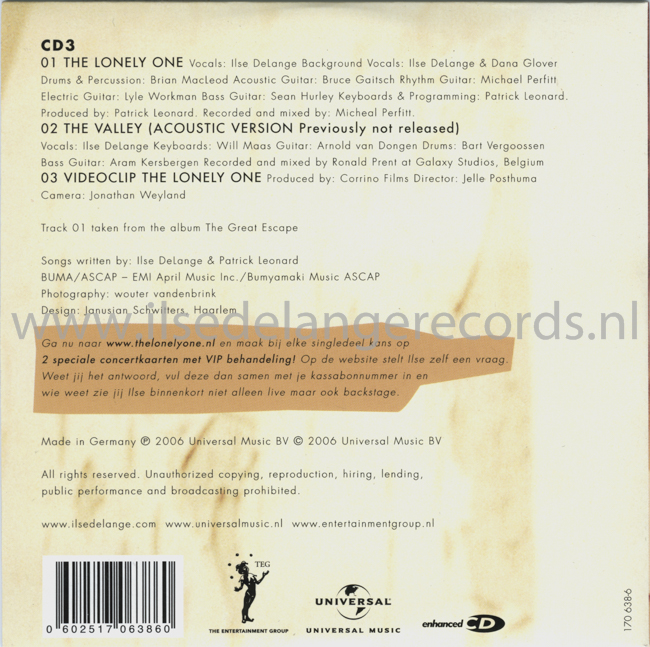 CD3
01 THE LONELY ONE Vocals: Ilse DeLange Background Vocals: Ilse DeLange & Dana Glover
Drums & Percussion: Brian MacLeod Acoustic Guitar: Bruce Gaitsch Rhythm Guitar: Michael Perfitt
Electric Guitar: Lyle Workman Bass Guitar: Sean Hurley Keyboards & Programming: Patrick Leonard.
Produced by: Patrick Leonard. Recorded and mixed by: Micheal Perfitt.
02 THE VALLEY (ACOUSTIC VERSION Previously not released)
Vocals: Ilse DeLange Keyboards: Will Maas Guitar: Arnold van Dongen Drums: Bart Vergoossen
Bass Guitar: Aram Kersbergen Recorded and mixed by Ronald Prent at Galaxy Studios, Belgium
03 VIDEOCLIP THE LONELY ONE Produced by: Corrino Films Director: Jelle Posthuma
Camera: Jonathan Weyland
Track 01 taken from the album The Great Escape
Songs written by: Ilse DeLange & Patrick Leonard
BUMA/ASCAP – EMI April Music Inc./Bumyamaki Music ASCAP
Photography: wouter vandenbrink
Design: Janusian Schwitters, Haarlem
www.ilsedelangerecords.nl
Ga nu naar www.thelonelyone.nl en maak bij elke singledeel kans op
2 speciale concertkaarten met VIP behandeling! Op de website stelt Ilse zelf een vraag.
Weet jij het antwoord, vul deze dan samen met je kassabonnummer in en
wie weet zie jij Ilse binnenkort niet alleen live maar ook backstage.
Made in Germany ℗ 2006 Universal Music BV © 2006 Universal Music BV
All rights reserved. Unauthorized copying, reproduction, hiring, lending,
public performance and broadcasting prohibited.
www.ilsedelange.com www.universalmusic.nl www.entertainmentgroup.nl
0 602517 063860
TEG
THE ENTERTAINMENT GROUP
UNIVERSAL
UNIVERSAL MUSIC
enhanced CD
170 638-6